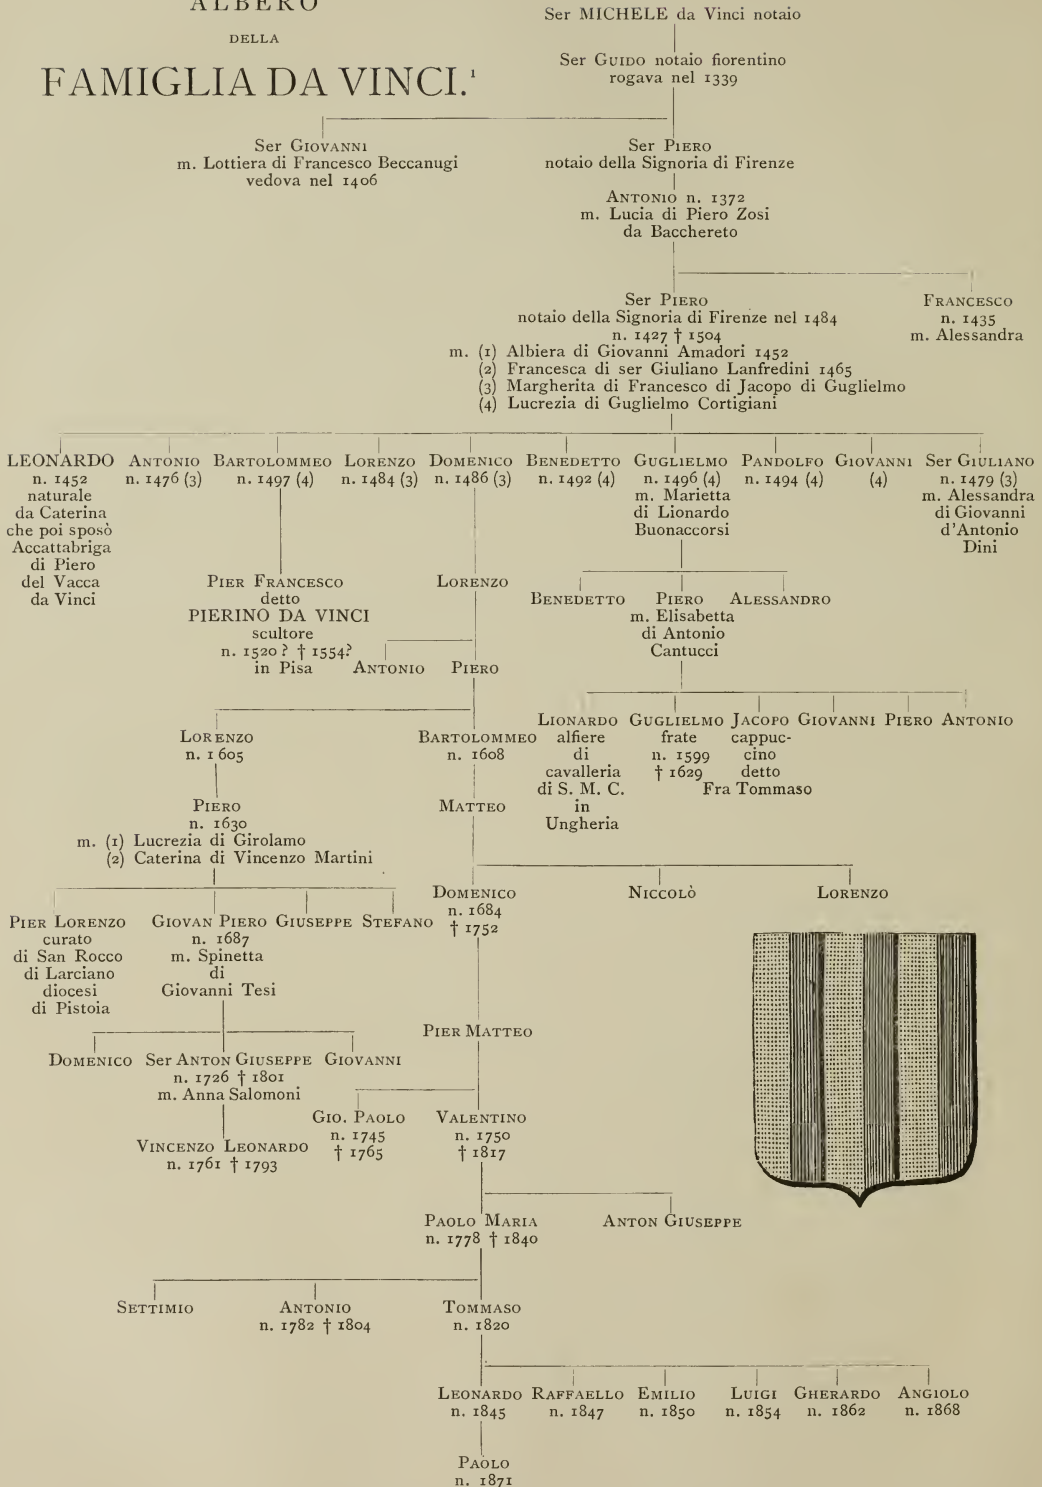 ALBERO
DELLA
FAMIGLIA DA VINCI.¹
Ser MICHELE da Vinci notaio
Ser GUIDO notaio fiorentino
rogava nel 1339
Ser GIOVANNI
m. Lottiera di Francesco Beccanugi
vedova nel 1406
Ser PIERO
notaio della Signoria di Firenze
ANTONIO n. 1372
m. Lucia di Piero Zosi
da Bacchereto
Ser PIERO
notaio della Signoria di Firenze nel 1484
n. 1427 † 1504
m. (1) Albiera di Giovanni Amadori 1452
(2) Francesca di ser Giuliano Lanfredini 1465
(3) Margherita di Francesco di Jacopo di Guglielmo
(4) Lucrezia di Guglielmo Cortigiani
FRANCESCO
n. 1435
m. Alessandra
LEONARDO
n. 1452
naturale
da Caterina
che poi sposò
Accattabriga
di Piero
del Vacca
da Vinci
ANTONIO
n. 1476 (3)
BARTOLOMMEO
n. 1497 (4)
LORENZO
n. 1484 (3)
DOMENICO
n. 1486 (3)
BENEDETTO
n. 1492 (4)
GUGLIELMO
n. 1496 (4)
m. Marietta
di Lionardo
Buonaccorsi
PANDOLFO
n. 1494 (4)
GIOVANNI
(4)
Ser GIULIANO
n. 1479 (3)
m. Alessandra
di Giovanni
d'Antonio
Dini
PIER FRANCESCO
detto
PIERINO DA VINCI
scultore
n. 1520 ? † 1554?
in Pisa
LORENZO
ANTONIO
PIERO
BENEDETTO
PIERO
m. Elisabetta
di Antonio
Cantucci
ALESSANDRO
LORENZO
n. 1605
BARTOLOMMEO
n. 1608
LIONARDO
alfiere
di
cavalleria
di S. M. C.
in
Ungheria
GUGLIELMO
frate
n. 1599
† 1629
JACOPO
cappuc-
cino
detto
Fra Tommaso
GIOVANNI
PIERO
ANTONIO
PIERO
n. 1630
m. (1) Lucrezia di Girolamo
(2) Caterina di Vincenzo Martini
MATTEO
PIER LORENZO
curato
di San Rocco
di Larciano
diocesi
di Pistoia
GIOVAN PIERO
n. 1687
m. Spinetta
di
Giovanni Tesi
GIUSEPPE
STEFANO
DOMENICO
n. 1684
† 1752
NICCOLÒ
LORENZO
DOMENICO
Ser ANTON GIUSEPPE
n. 1726 † 1801
m. Anna Salomoni
GIOVANNI
PIER MATTEO
VINCENZO LEONARDO
n. 1761 † 1793
GIO. PAOLO
n. 1745
† 1765
VALENTINO
n. 1750
† 1817
PAOLO MARIA
n. 1778 † 1840
ANTON GIUSEPPE
SETTIMIO
ANTONIO
n. 1782 † 1804
TOMMASO
n. 1820
LEONARDO
n. 1845
RAFFAELLO
n. 1847
EMILIO
n. 1850
LUIGI
n. 1854
GHERARDO
n. 1862
ANGIOLO
n. 1868
PAOLO
n. 1871